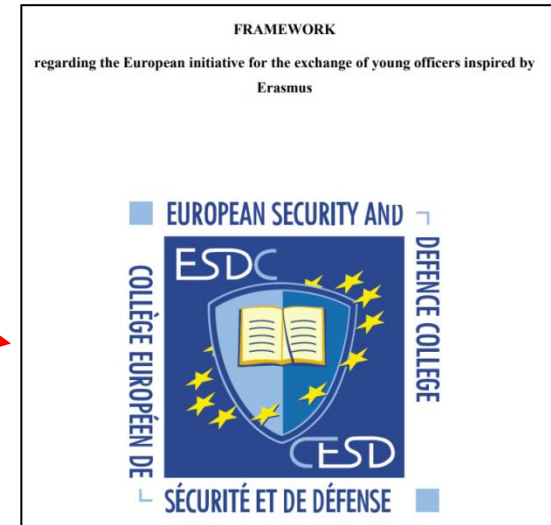 FRAMEWORK
regarding the European initiative for the exchange of young officers inspired by
Erasmus
EUROPEAN SECURITY AND
DEFENCE COLLEGE
ESDC
COLLÈGE EUROPÉEN DE
CESD
SÉCURITÉ ET DE DÉFENSE